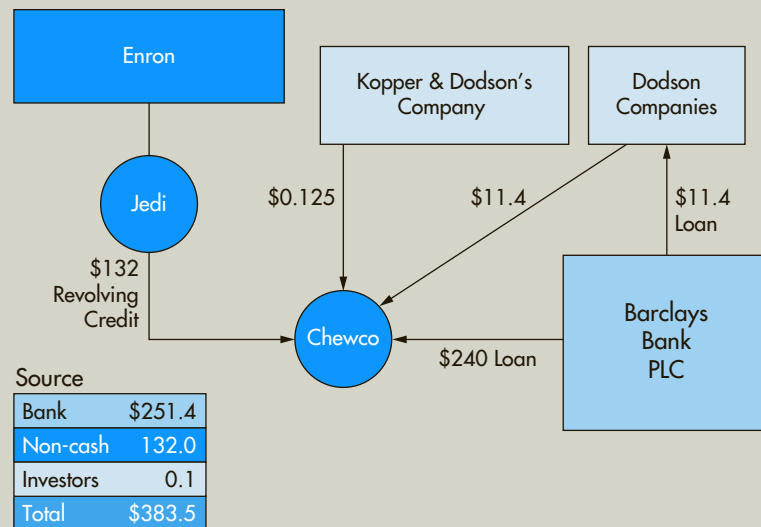 Enron
Kopper & Dodson's
Company
Dodson
Companies
Jedi
$0.125
$11.4
$11.4
Loan
$132
Revolving
Credit
Chewco
$240 Loan
Barclays
Bank
PLC
Source
Bank $251.4
Non-cash 132.0
Investors 0.1
Total $383.5